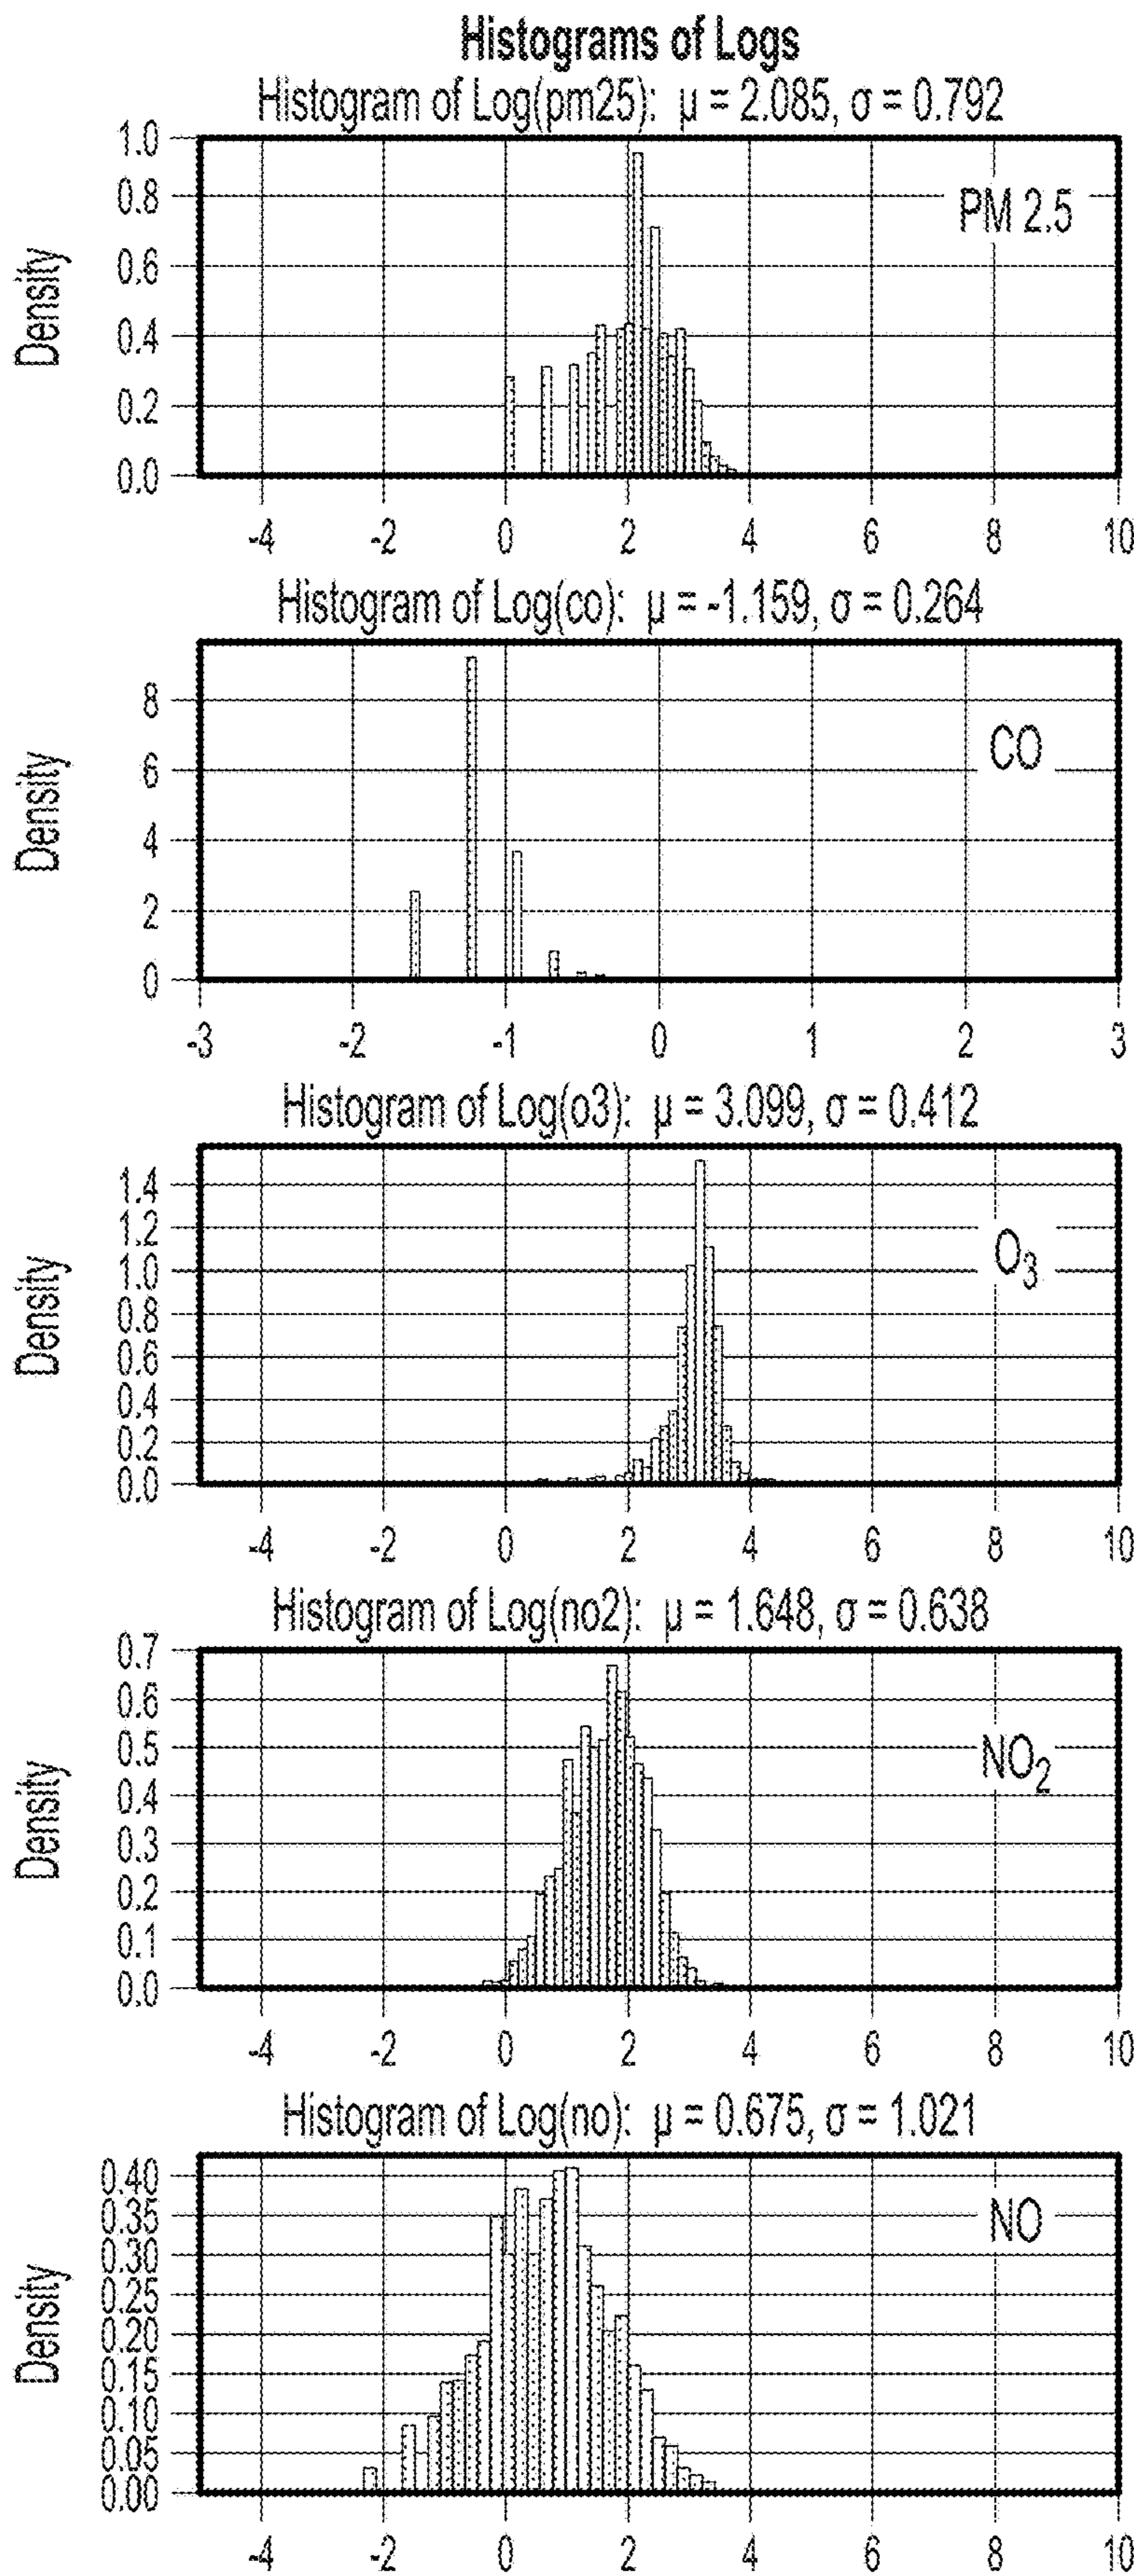 Histograms of Logs
Histogram of Log(pm25): μ = 2.085, σ = 0.792
1.0
0.8
0.6
0.4
0.2
0.0
Density
PM 2.5
-4 -2 0 2 4 6 8 10
Histogram of Log(co): μ = -1.159, σ = 0.264
8
6
4
2
0
Density
CO
-3 -2 -1 0 1 2 3
Histogram of Log(o3): μ = 3.099, σ = 0.412
1.4
1.2
1.0
0.8
0.6
0.4
0.2
0.0
Density
O3
-4 -2 0 2 4 6 8 10
Histogram of Log(no2): μ = 1.648, σ = 0.638
0.7
0.6
0.5
0.4
0.3
0.2
0.1
0.0
Density
NO2
-4 -2 0 2 4 6 8 10
Histogram of Log(no): μ = 0.675, σ = 1.021
0.40
0.35
0.30
0.25
0.20
0.15
0.10
0.05
0.00
Density
NO
-4 -2 0 2 4 6 8 10